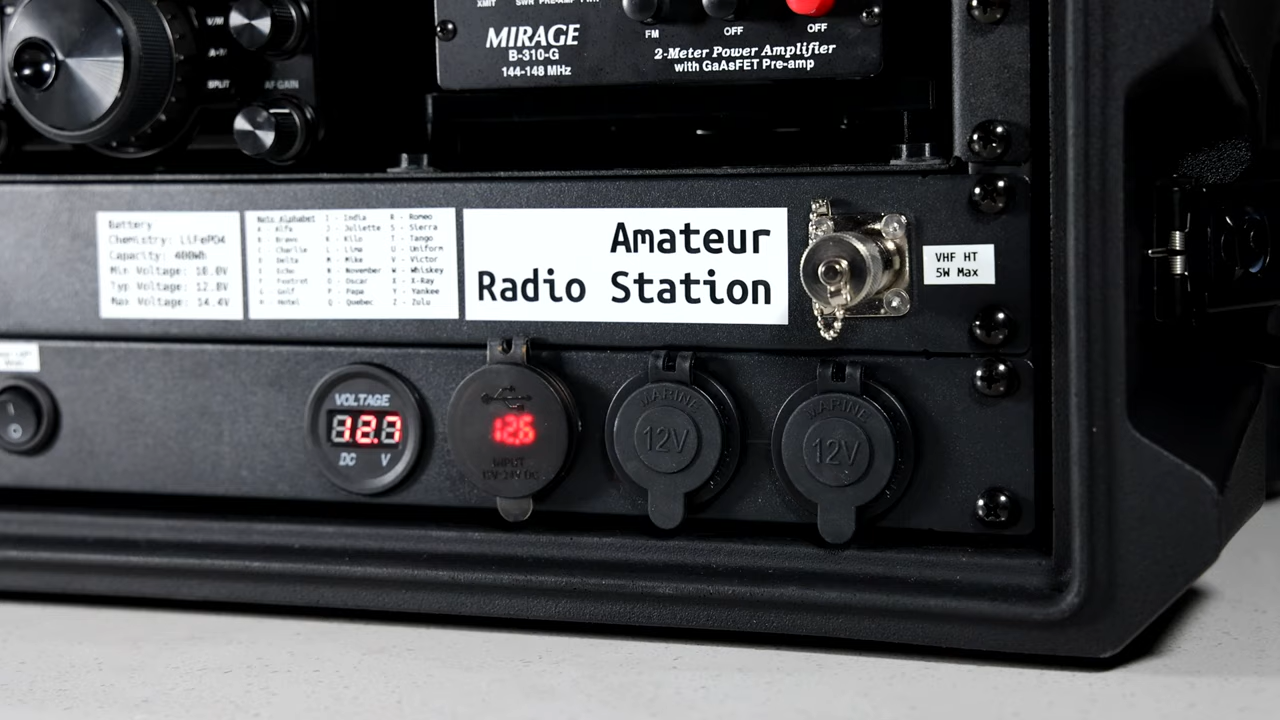 XMIT SWR PRE-AMP PWR
V/M
FM OFF OFF
MIRAGE
B-310-G
144-148 MHz
2-Meter Power Amplifier
with GaAsFET Pre-amp
SPLIT AF-GAIN
Battery
Chemistry: LiFePO4
Capacity: 400Wh
Min Voltage: 10.0V
Typ Voltage: 12.8V
Max Voltage: 14.4V
Alphabet
A - Alfa
B - Bravo
C - Charlie
D - Delta
E - Echo
F - Foxtrot
G - Golf
H - Hotel
I - India
J - Juliette
K - Kilo
L - Lima
M - Mike
N - November
O - Oscar
P - Papa
Q - Quebec
R - Romeo
S - Sierra
T - Tango
U - Uniform
V - Victor
W - Whiskey
X - X-Ray
Y - Yankee
Z - Zulu
Amateur
Radio Station
VHF HT
5W Max
VOLTAGE
12.7
DC V
12.6
INPUT
12V-24V DC
MARINE
12V
MARINE
12V